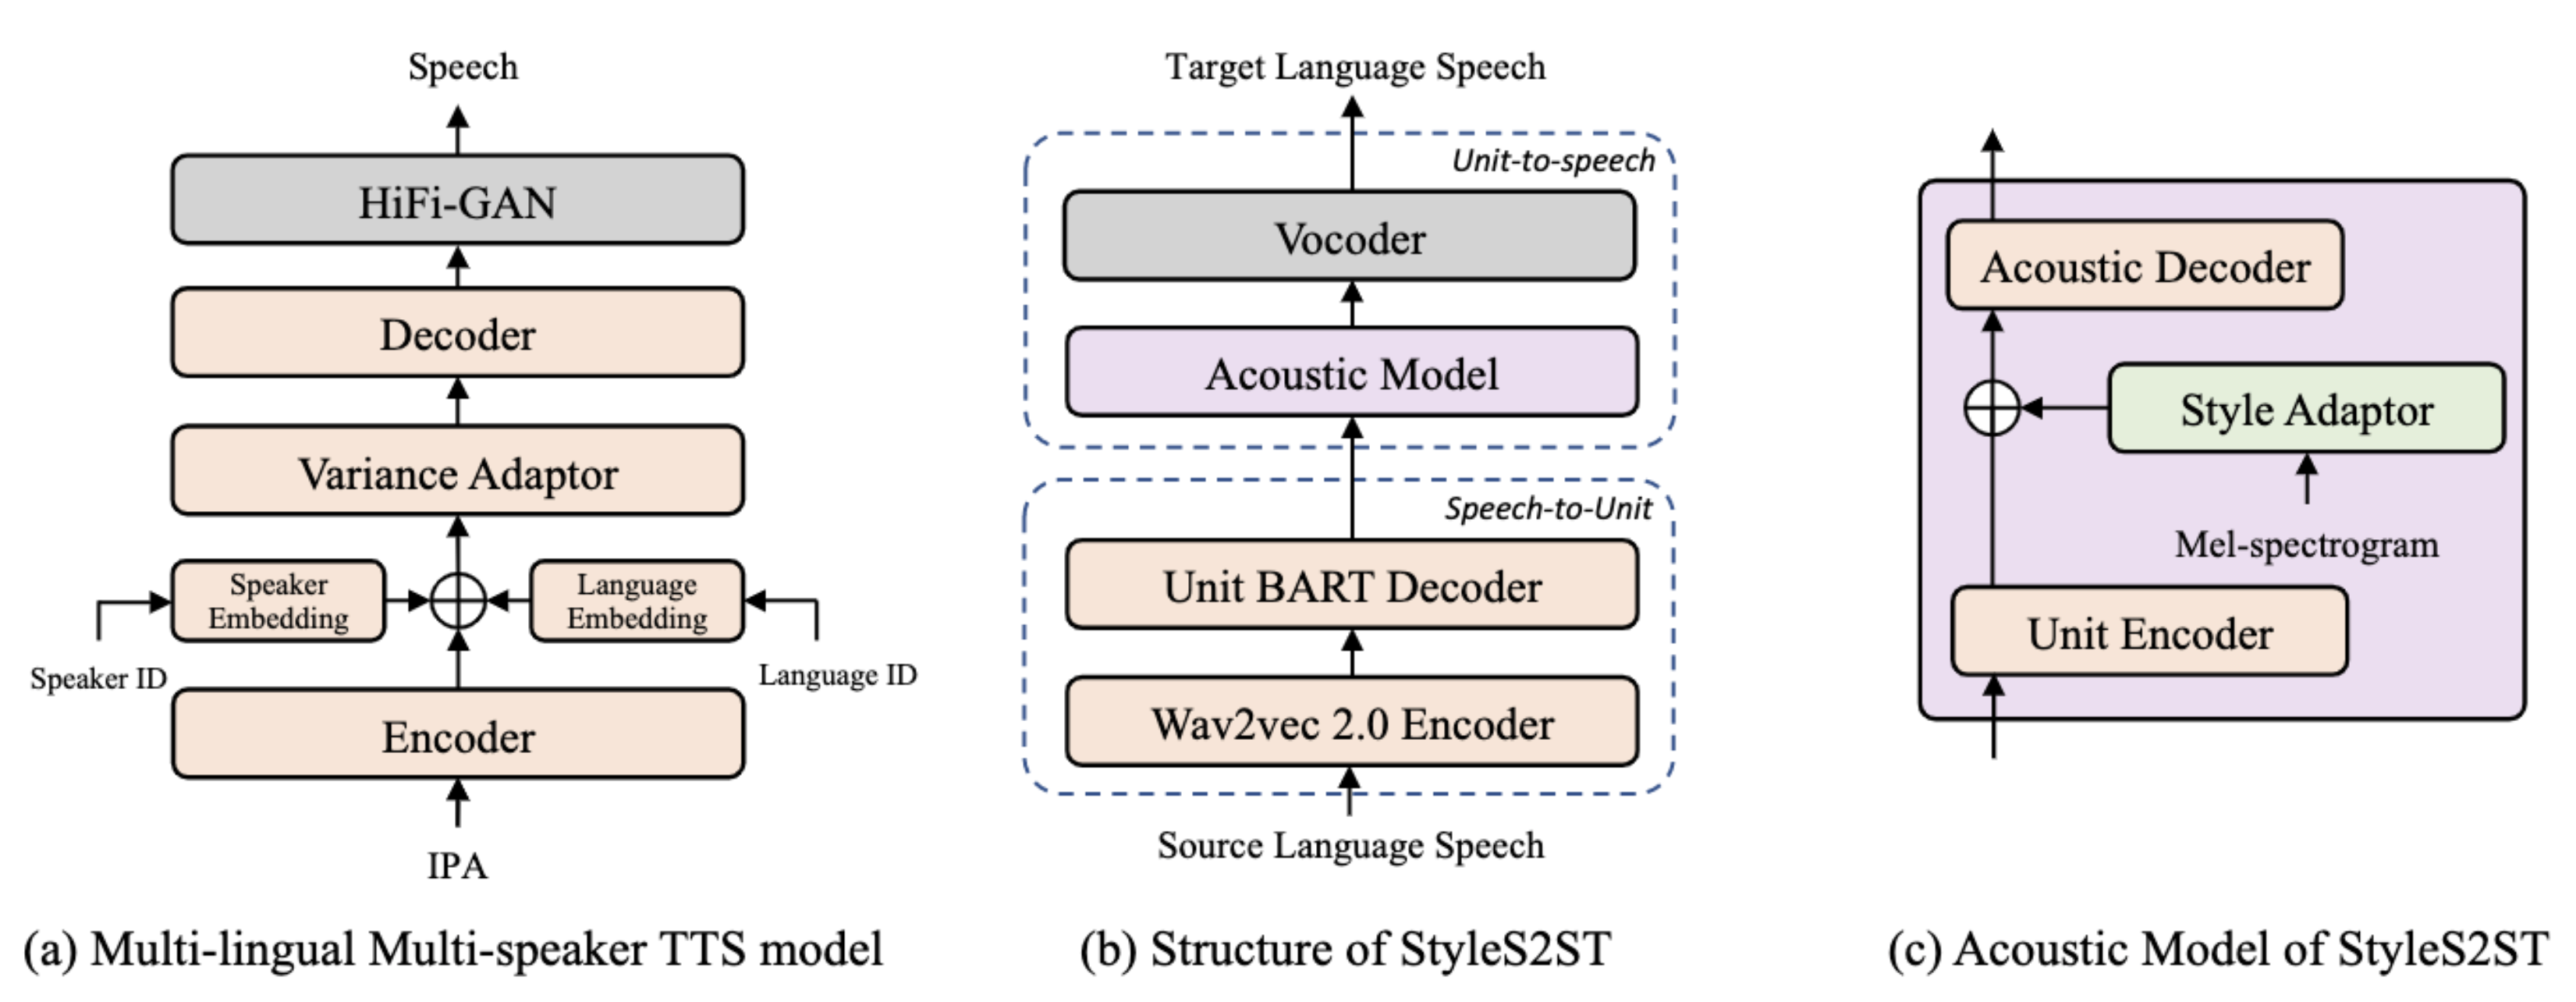 Speech
HiFi-GAN
Decoder
Variance Adaptor
Speaker
Embedding
Language
Embedding
Speaker ID
Language ID
Encoder
IPA
(a) Multi-lingual Multi-speaker TTS model
Target Language Speech
Unit-to-speech
Vocoder
Acoustic Model
Speech-to-Unit
Unit BART Decoder
Wav2vec 2.0 Encoder
Source Language Speech
(b) Structure of StyleS2ST
Acoustic Decoder
Style Adaptor
Mel-spectrogram
Unit Encoder
(c) Acoustic Model of StyleS2ST